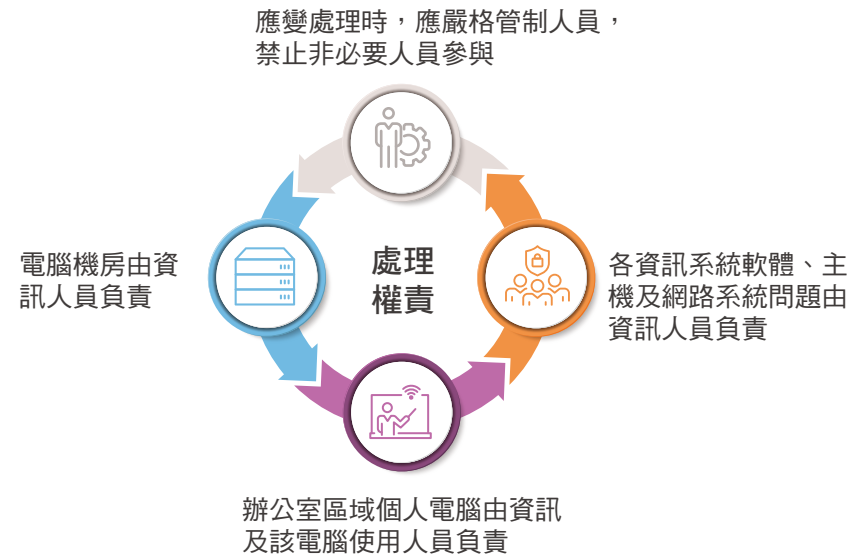 應變處理時，應嚴格管制人員，
禁止非必要人員參與
處理
權責
電腦機房由資
訊人員負責
各資訊系統軟體、主
機及網路系統問題由
資訊人員負責
辦公室區域個人電腦由資訊
及該電腦使用人員負責